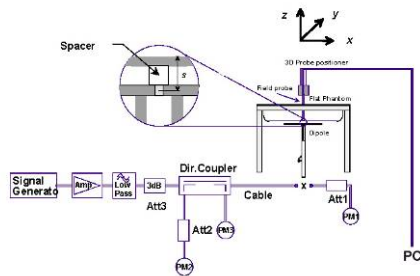 z
y
x
Spacer
s
3D Probe positioner
Field probe
Flat Phantom
Dipole
Signal
Generato
Amp
Low
Pass
3dB
Att3
Dir.Coupler
Cable
x
Att1
PM1
Att2
PM3
PM2
PC